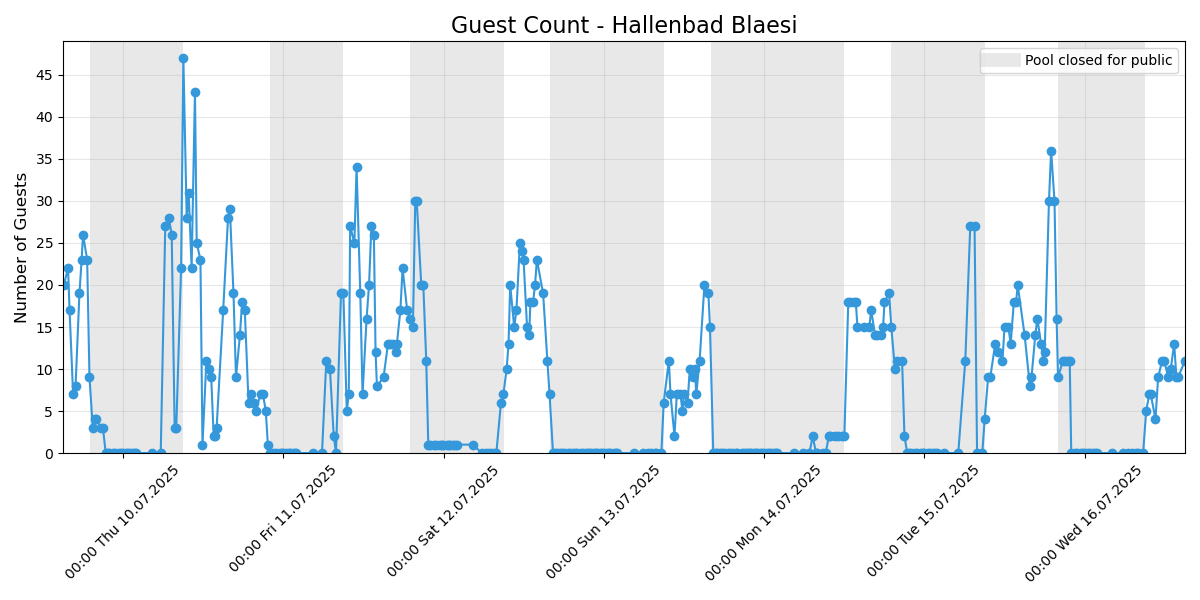 Guest Count - Hallenbad Blaesi
Pool closed for public
Number of Guests
45
40
35
30
25
20
15
10
5
0
00:00 Thu 10.07.2025
00:00 Fri 11.07.2025
00:00 Sat 12.07.2025
00:00 Sun 13.07.2025
00:00 Mon 14.07.2025
00:00 Tue 15.07.2025
00:00 Wed 16.07.2025